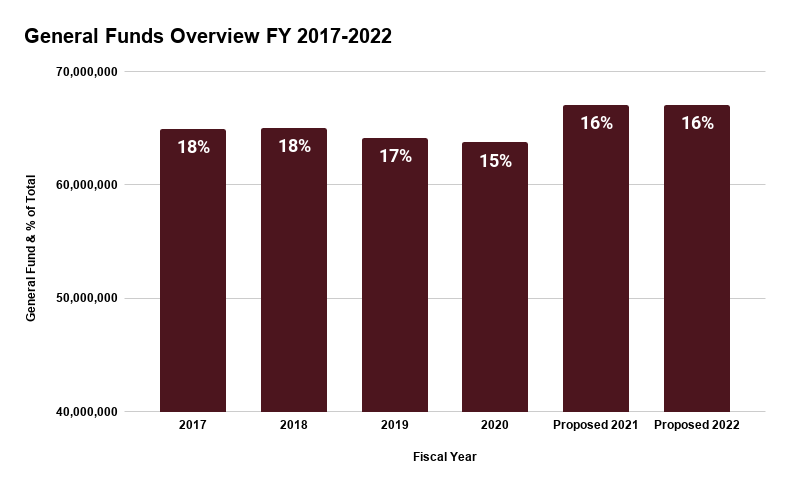 General Funds Overview FY 2017-2022
General Fund & % of Total
70,000,000
60,000,000
50,000,000
40,000,000
18%
18%
17%
15%
16%
16%
2017
2018
2019
2020
Proposed 2021
Proposed 2022
Fiscal Year